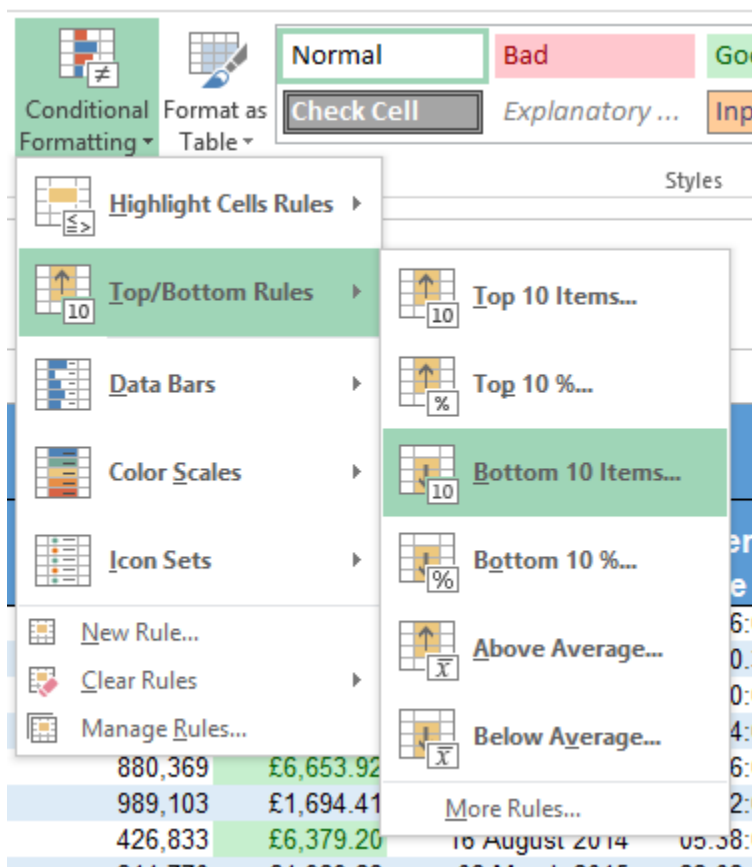 Normal
Bad
Conditional Formatting
Format as Table
Check Cell
Explanatory ...
Styles
Highlight Cells Rules
Top/Bottom Rules
Data Bars
Color Scales
Icon Sets
New Rule...
Clear Rules
Manage Rules...
Top 10 Items...
Top 10 %...
Bottom 10 Items...
Bottom 10 %...
Above Average...
Below Average...
More Rules...
880,369 £6,653.92
989,103 £1,694.41
426,833 £6,379.20 16 August 2014 05:38: